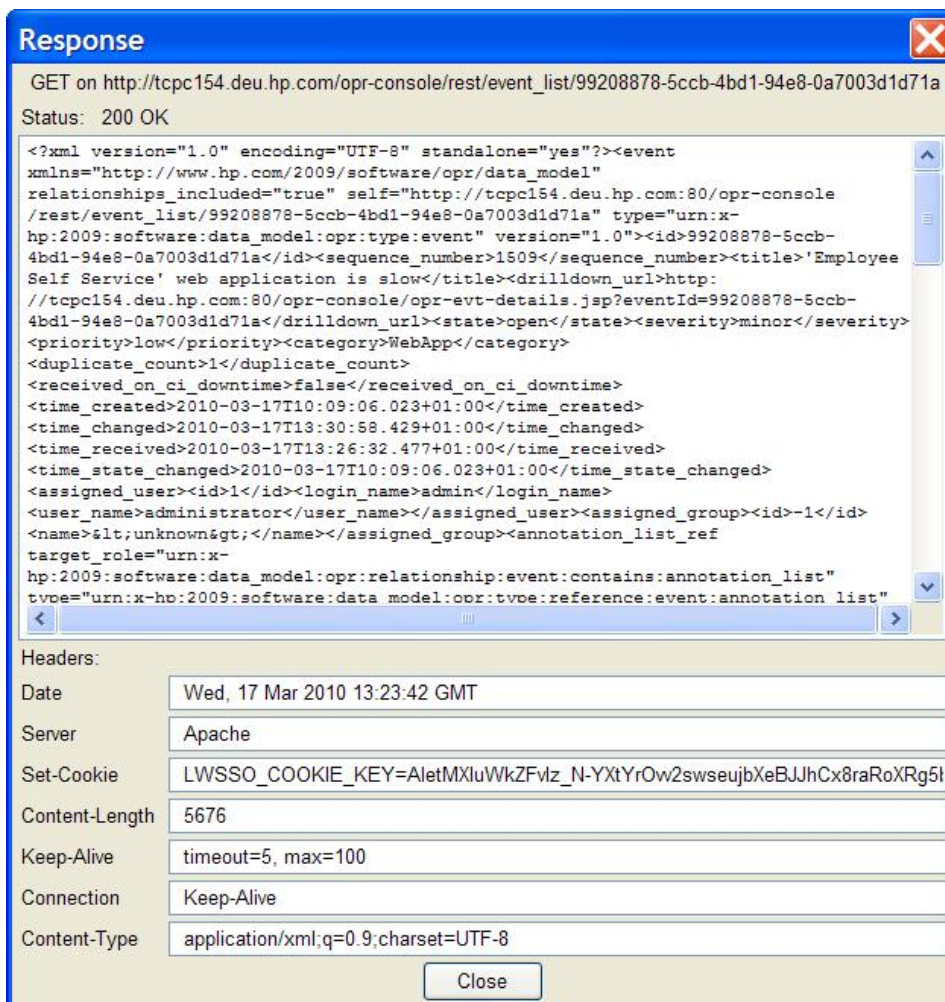 Response
GET on http://tcpc154.deu.hp.com/opr-console/rest/event_list/99208878-5ccb-4bd1-94e8-0a7003d1d71a
Status: 200 OK
<?xml version="1.0" encoding="UTF-8" standalone="yes"?><event
xmlns="http://www.hp.com/2009/software/opr/data_model"
relationships_included="true" self="http://tcpc154.deu.hp.com:80/opr-console
/rest/event_list/99208878-5ccb-4bd1-94e8-0a7003d1d71a" type="urn:x-
hp:2009:software:data_model:opr:type:event" version="1.0"><id>99208878-5ccb-
4bd1-94e8-0a7003d1d71a</id><sequence_number>1509</sequence_number><title>'Employee
Self Service' web application is slow</title><drilldown_url>http:
//tcpc154.deu.hp.com:80/opr-console/opr-evt-details.jsp?eventId=99208878-5ccb-
4bd1-94e8-0a7003d1d71a</drilldown_url><state>open</state><severity>minor</severity>
<priority>low</priority><category>WebApp</category>
<duplicate_count>1</duplicate_count>
<received_on_ci_downtime>false</received_on_ci_downtime>
<time_created>2010-03-17T10:09:06.023+01:00</time_created>
<time_changed>2010-03-17T13:30:58.429+01:00</time_changed>
<time_received>2010-03-17T13:26:32.477+01:00</time_received>
<time_state_changed>2010-03-17T10:09:06.023+01:00</time_state_changed>
<assigned_user><id>1</id><login_name>admin</login_name>
<user_name>administrator</user_name></assigned_user><assigned_group><id>-1</id>
<name>&lt;unknown&gt;</name></assigned_group><annotation_list_ref
target_role="urn:x-
hp:2009:software:data_model:opr:relationship:event:contains:annotation_list"
type="urn:x-hp:2009:software:data_model:opr:type:reference:event:annotation_list"
Headers:
Date Wed, 17 Mar 2010 13:23:42 GMT
Server Apache
Set-Cookie LWSSO_COOKIE_KEY=AletMXluWkZFvlz_N-YXtYrOw2swseujbXeBJJhCx8raRoXRg5
Content-Length 5676
Keep-Alive timeout=5, max=100
Connection Keep-Alive
Content-Type application/xml;q=0.9;charset=UTF-8
Close